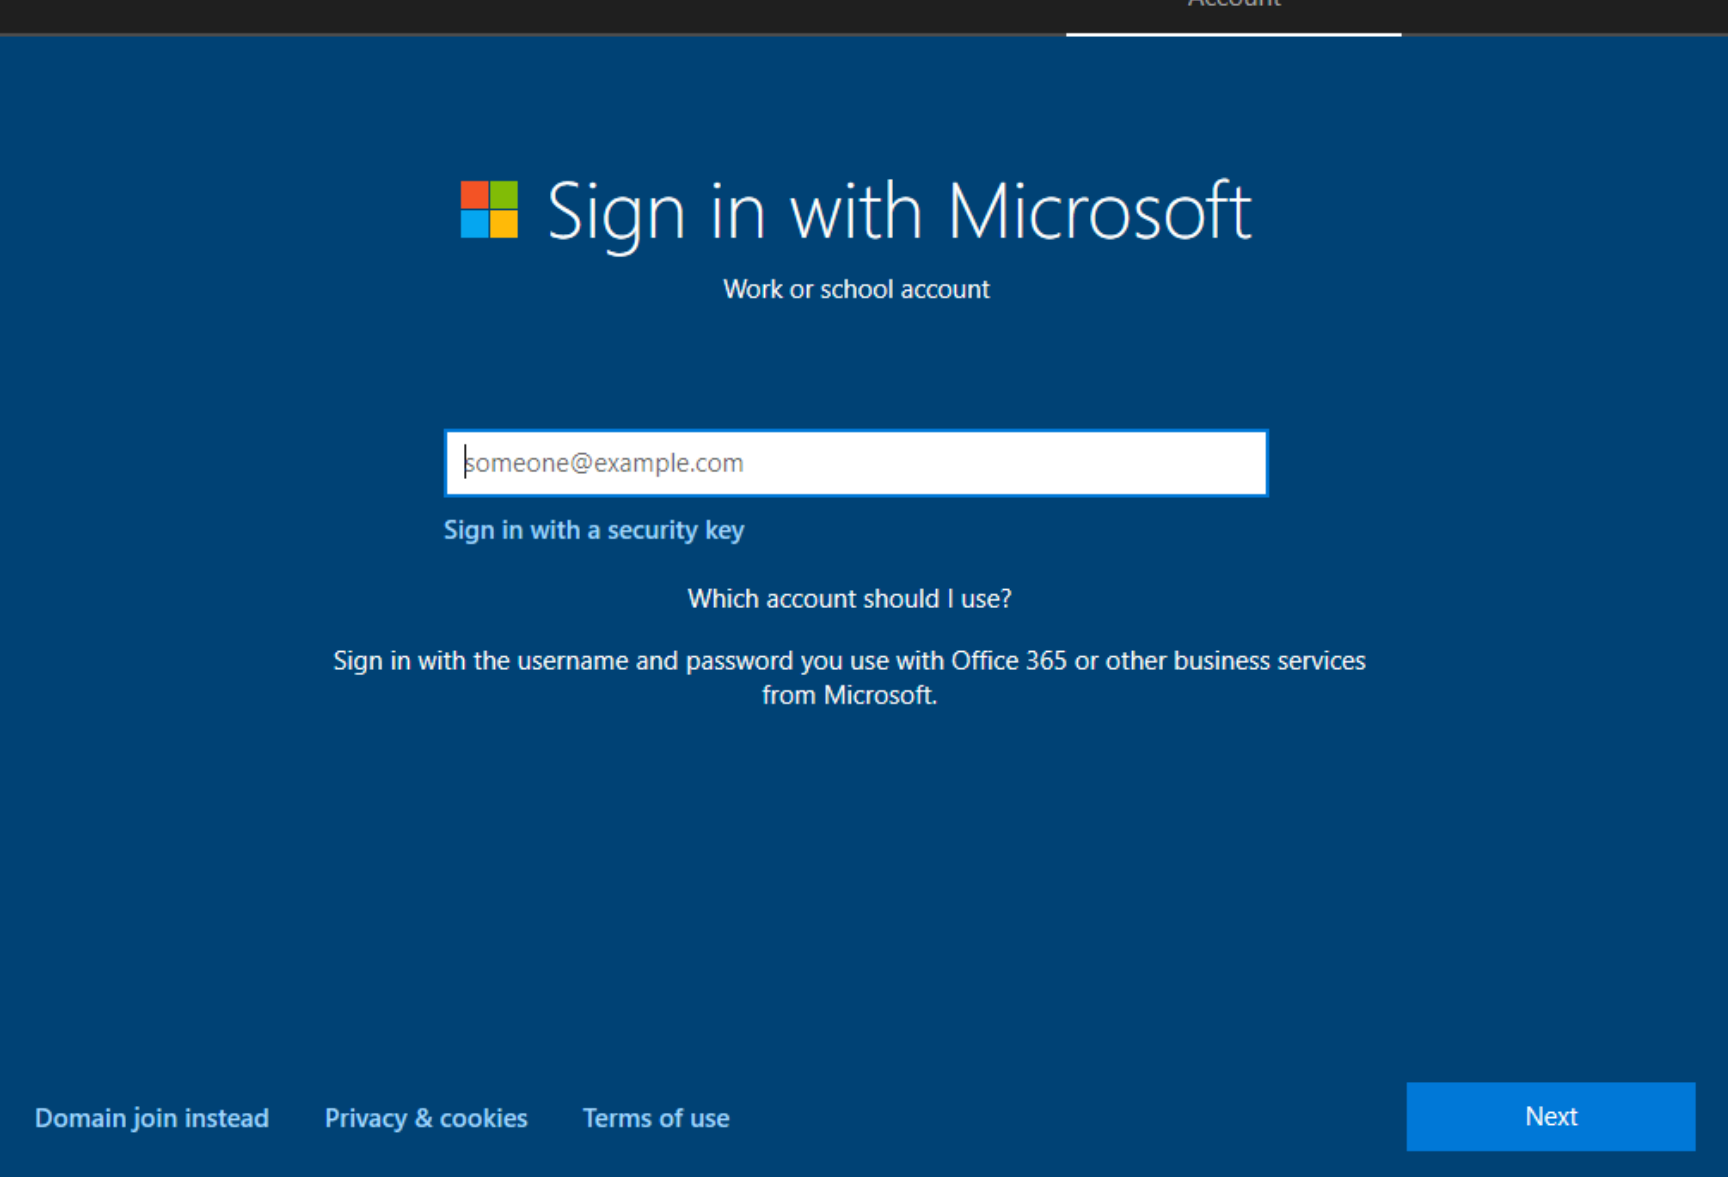 Account
Sign in with Microsoft
Work or school account
someone@example.com
Sign in with a security key
Which account should I use?
Sign in with the username and password you use with Office 365 or other business services
from Microsoft.
Domain join instead
Privacy & cookies
Terms of use
Next